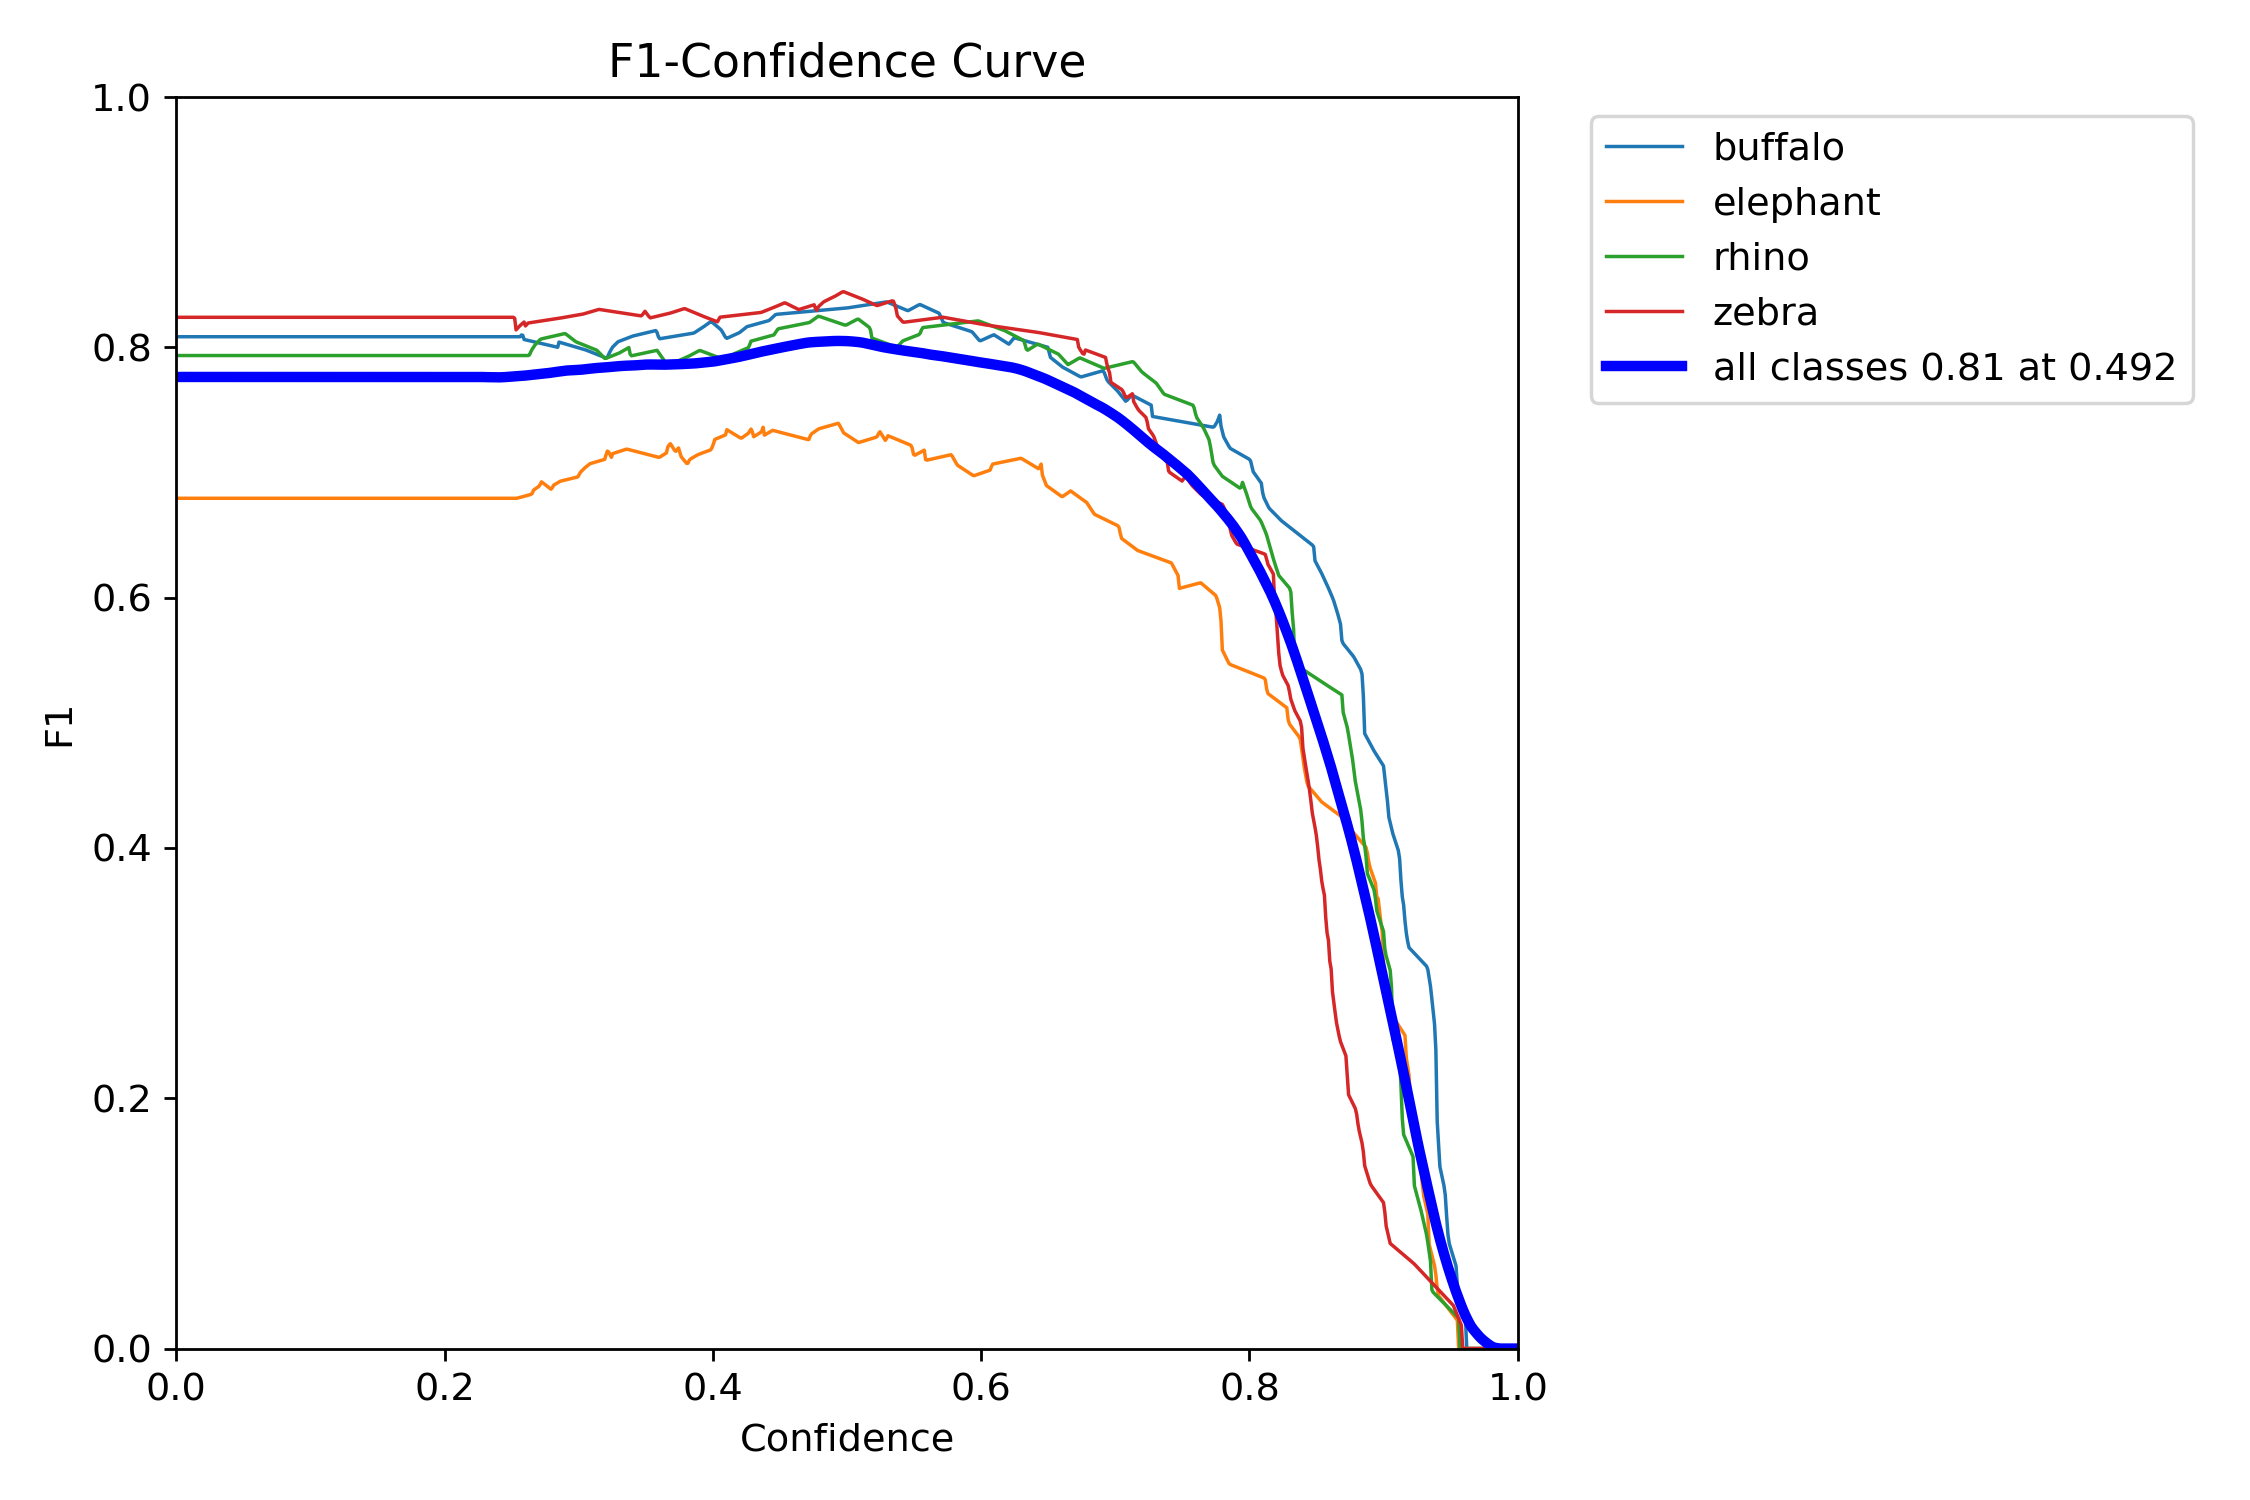 F1-Confidence Curve
1.0
0.8
0.6
0.4
0.2
0.0
F1
0.0 0.2 0.4 0.6 0.8 1.0
Confidence
buffalo
elephant
rhino
zebra
all classes 0.81 at 0.492